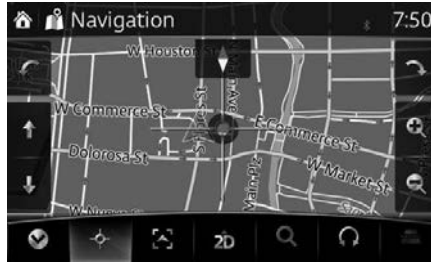 Navigation
7:50
W Houston St
W Commerce St
E Commerce St
Dolorosa St
W Market St
Main Plz
2D